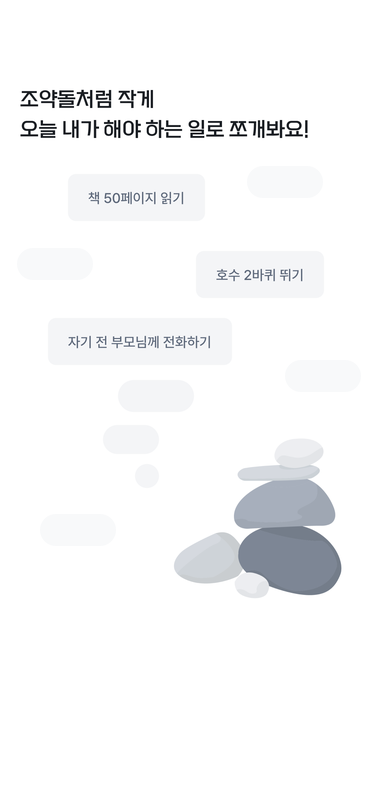 조약돌처럼 작게
오늘 내가 해야 하는 일로 쪼개봐요!
책 50페이지 읽기
호수 2바퀴 뛰기
자기 전 부모님께 전화하기